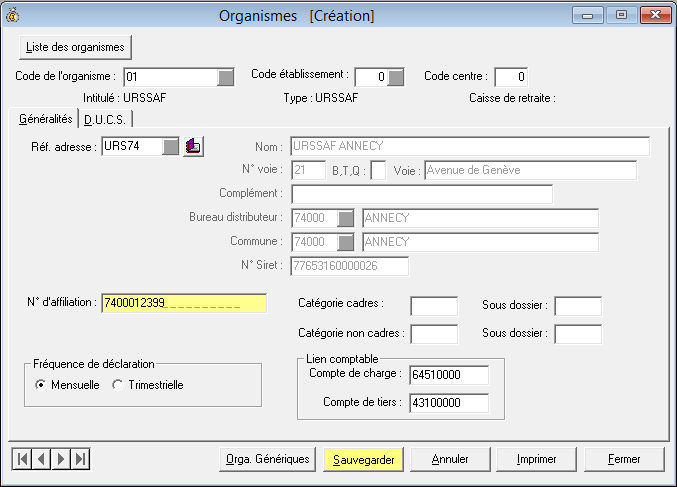 Organismes [Création]
Liste des organismes
Code de l'organisme : 01 Code établissement : 0 Code centre : 0
Intitulé : URSSAF Type : URSSAF Caisse de retraite :
Généralités D.U.C.S.
Réf. adresse : URS74 Nom : URSSAF ANNECY
N° voie : 21 B,T,Q : Voie : Avenue de Genève
Complément :
Bureau distributeur : 74000 ANNECY
Commune : 74000 ANNECY
N° Siret : 77653160000026
N° d'affiliation : 7400012399__________ Catégorie cadres : Sous dossier :
Catégorie non cadres : Sous dossier :
Fréquence de déclaration Lien comptable
Mensuelle Trimestrielle Compte de charge : 64510000
Compte de tiers : 43100000
Orga. Génériques Sauvegarder Annuler Imprimer Fermer